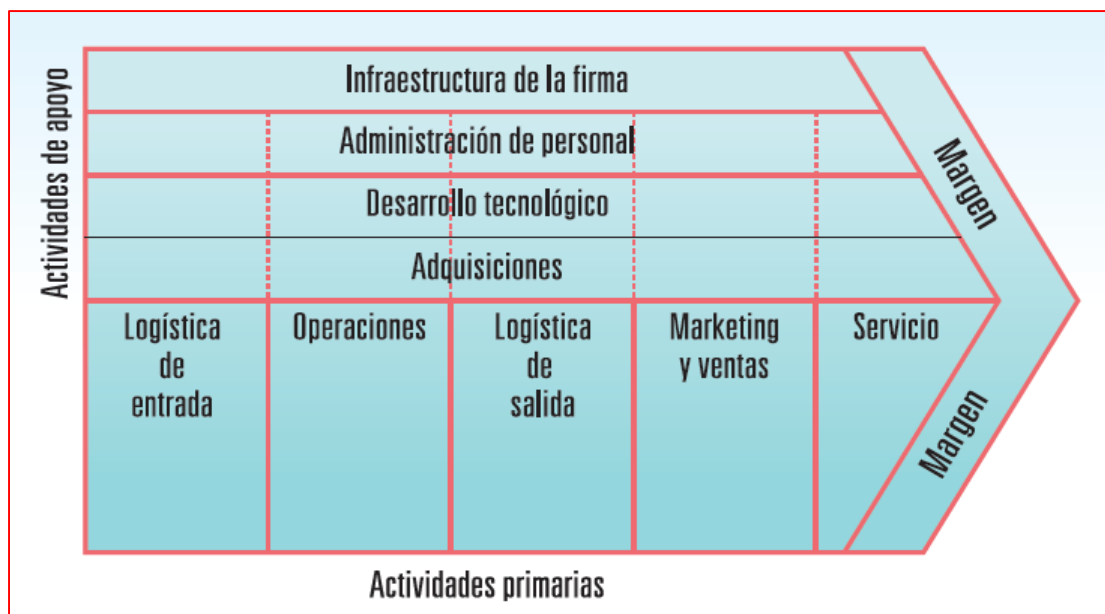 Actividades de apoyo
Infraestructura de la firma
Administración de personal
Desarrollo tecnológico
Adquisiciones
Margen
Logística
de
entrada
Operaciones
Logística
de
salida
Marketing
y ventas
Servicio
Margen
Actividades primarias